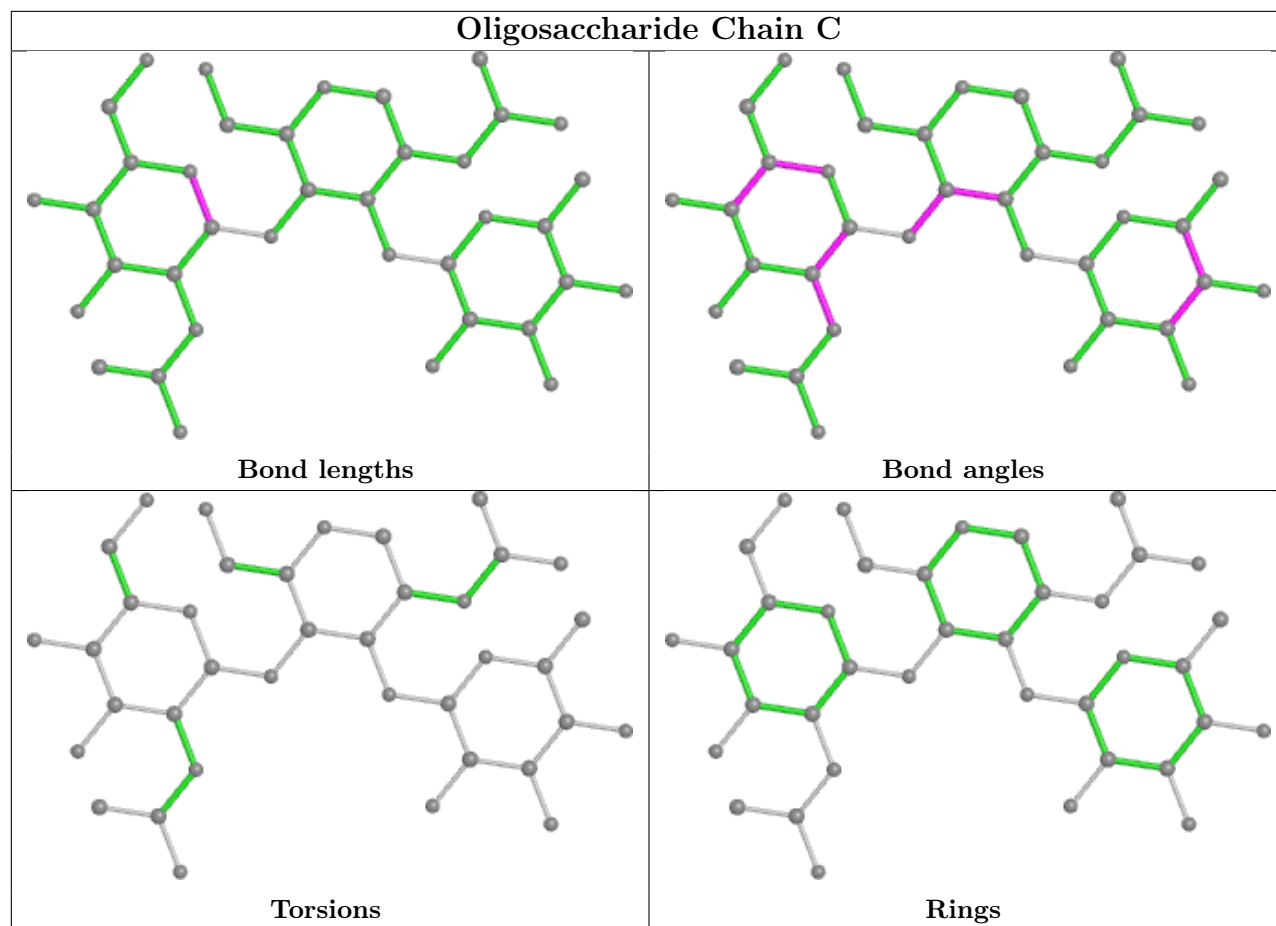 Oligosaccharide Chain C
Bond lengths
Bond angles
Torsions
Rings